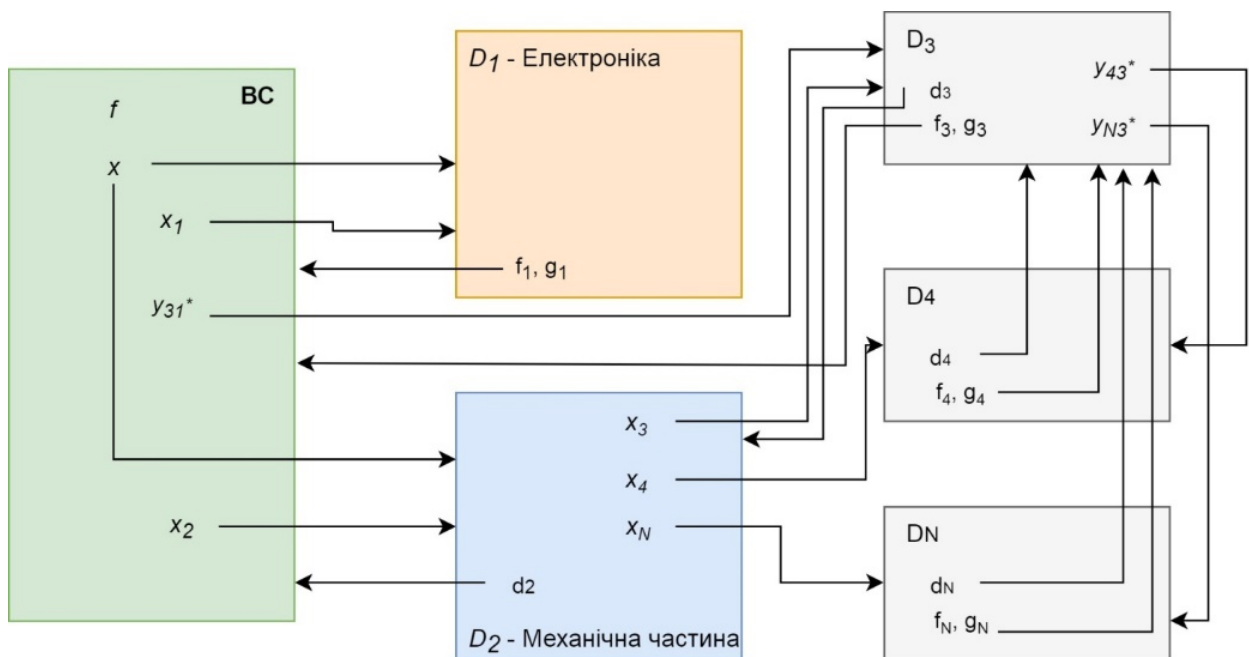 BC
f
x
x1
y31*
x2
D1 - Електроніка
f1, g1
x3
x4
xN
d2
D2 - Механічна частина
D3
y43*
d3
f3, g3
yN3*
D4
d4
f4, g4
DN
dN
fN, gN